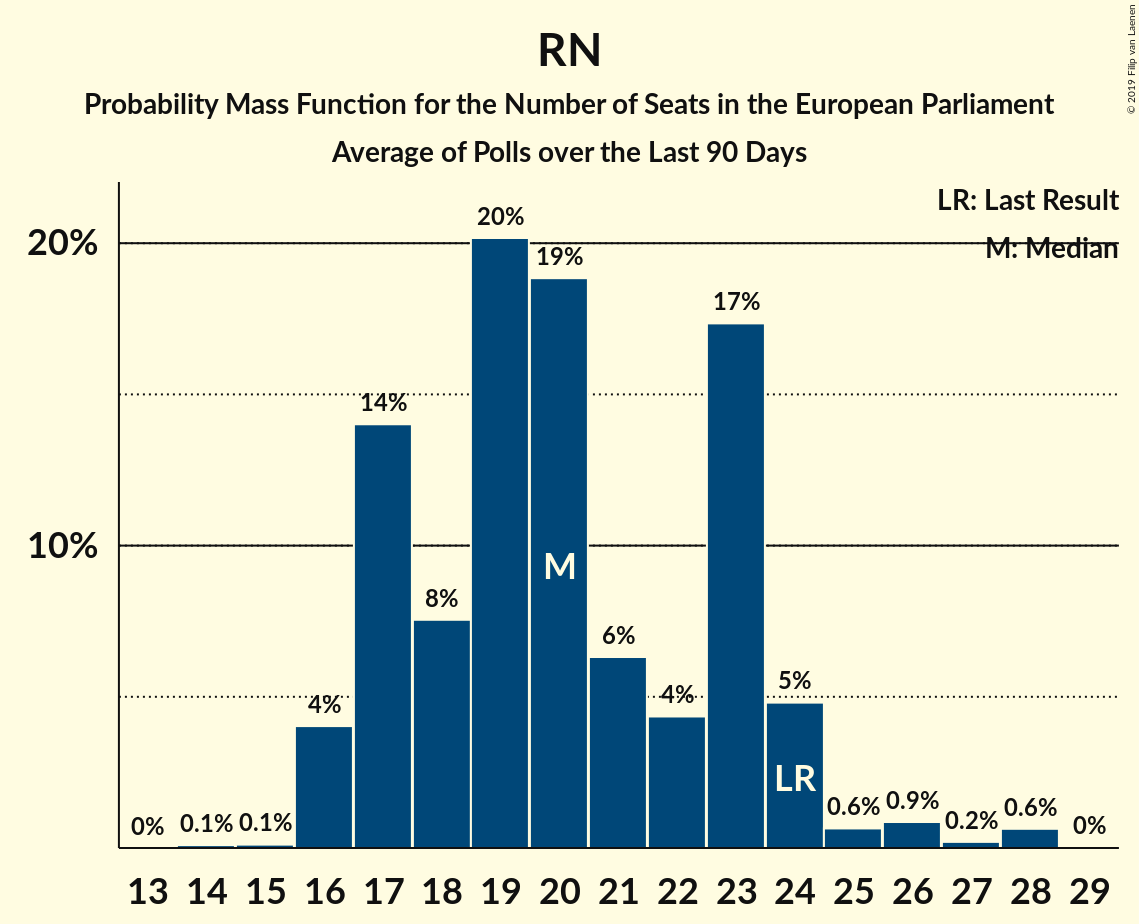 RN
Probability Mass Function for the Number of Seats in the European Parliament
Average of Polls over the Last 90 Days
© 2019 Filip van Laenen
LR: Last Result
M: Median
20%
10%
0% 0.1% 0.1% 4% 14% 8% 20% 19% 6% 4% 17% 5% 0.6% 0.9% 0.2% 0.6% 0%
M
LR
13 14 15 16 17 18 19 20 21 22 23 24 25 26 27 28 29